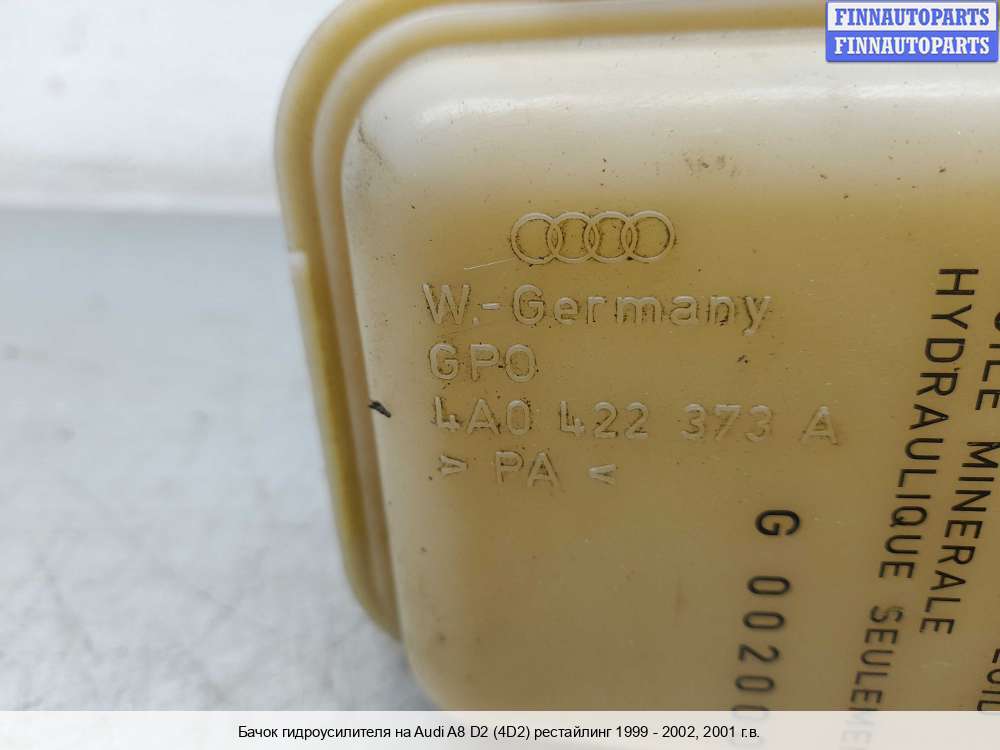 FINNAUTOPARTS
FINNAUTOPARTS
W.-Germany
GPO
4A0 422 373 A
> PA <
G 00200
MINERALE
HYDRAULIQUE
Бачок гидроусилителя на Audi A8 D2 (4D2) рестайлинг 1999 - 2002, 2001 г.в.